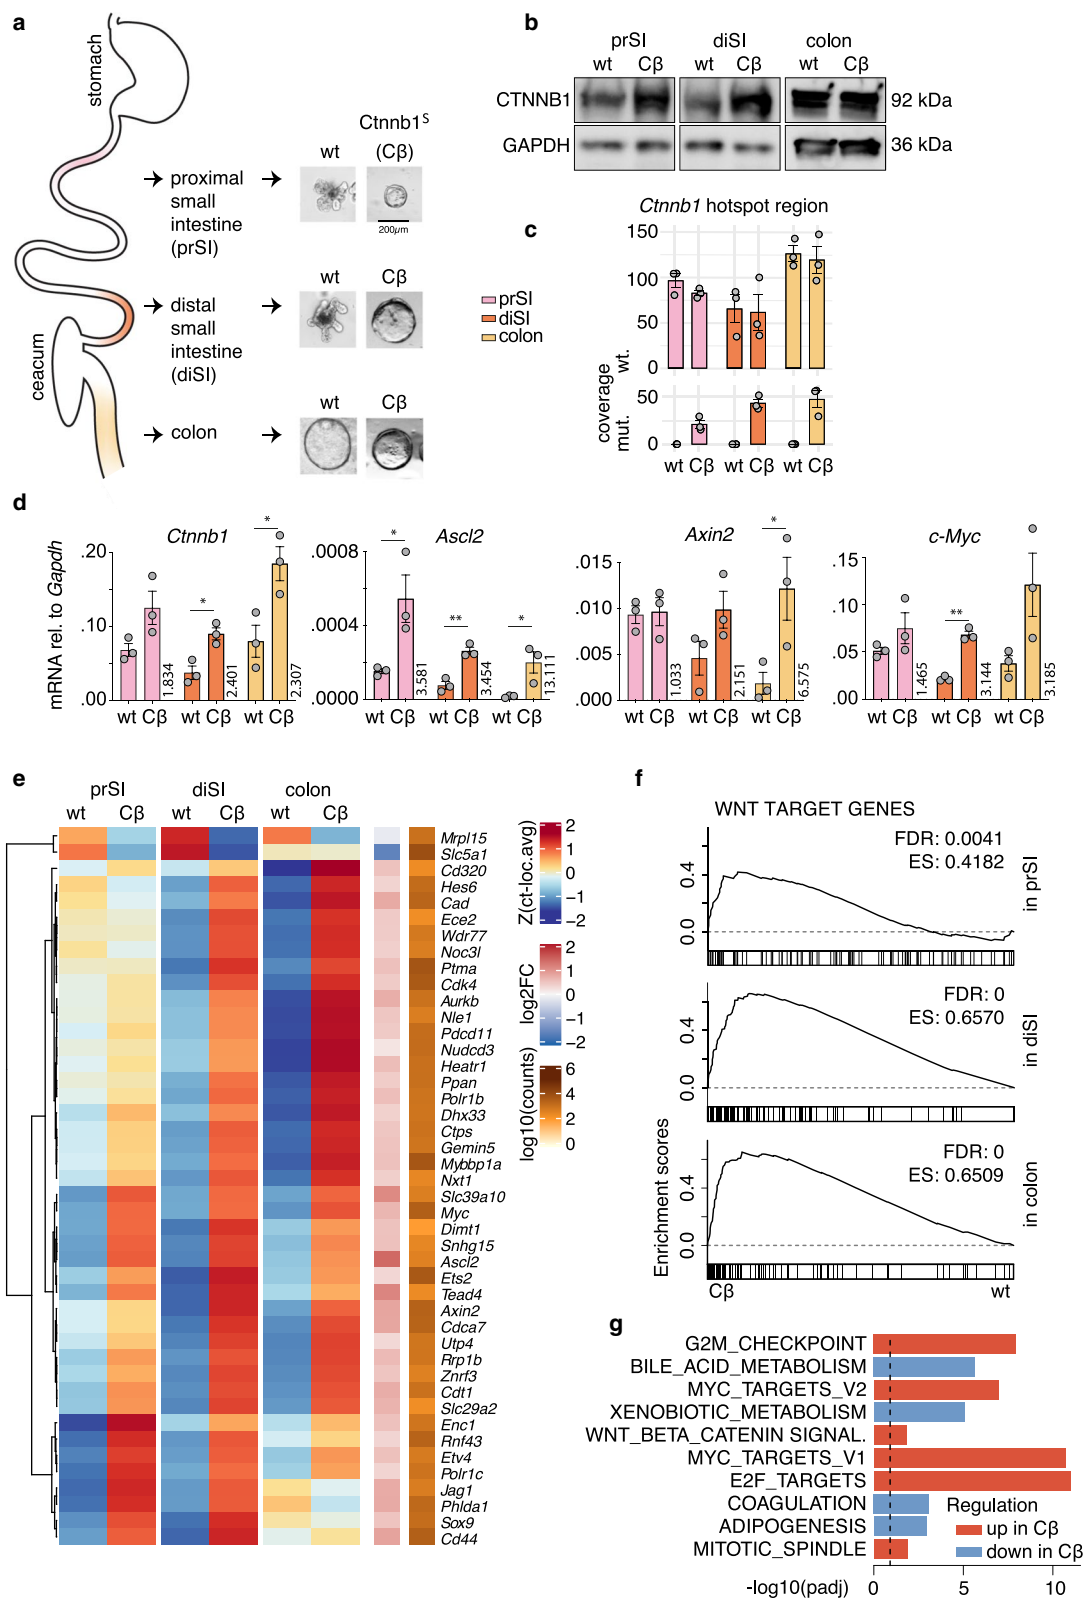 a
stomach
ceacum
proximal
small
intestine
(prSI)
distal
small
intestine
(diSI)
colon
Ctnnb1S
wt
(Cβ)
200µm
wt
Cβ
wt
Cβ
b
prSI
diSI
colon
wt
Cβ
wt
Cβ
wt
Cβ
CTNNB1
92 kDa
GAPDH
36 kDa
c
Ctnnb1 hotspot region
prSI
diSI
colon
150
100
50
0
50
0
coverage
wt.
mut.
wt Cβ
wt Cβ
wt Cβ
d
mRNA rel. to Gapdh
Ctnnb1
.20
.10
.00
*
*
1.834
2.401
2.307
wt Cβ
wt Cβ
wt Cβ
Ascl2
.0008
.0004
.0000
*
**
*
3.581
3.454
13.111
wt Cβ
wt Cβ
wt Cβ
Axin2
.015
.010
.005
.000
*
1.033
2.151
6.575
wt Cβ
wt Cβ
wt Cβ
c-Myc
.15
.10
.05
.00
**
1.465
3.144
3.185
wt Cβ
wt Cβ
wt Cβ
e
prSI
diSI
colon
wt
Cβ
wt
Cβ
wt
Cβ
Mrpl15
Slc5a1
Cd320
Hes6
Cad
Ece2
Wdr77
Noc3l
Ptma
Cdk4
Aurkb
Nle1
Pdcd11
Nudcd3
Heatr1
Ppan
Polr1b
Dhx33
Ctps
Gemin5
Mybbp1a
Nxt1
Slc39a10
Myc
Dimt1
Snhg15
Ascl2
Ets2
Tead4
Axin2
Cdca7
Utp4
Rrp1b
Znrf3
Cdt1
Slc29a2
Enc1
Rnf43
Etv4
Polr1c
Jag1
Phlda1
Sox9
Cd44
Z(ct-loc.avg)
2
1
0
−1
−2
log2FC
2
1
0
−1
−2
log10(counts)
6
4
2
0
f
WNT TARGET GENES
FDR: 0.0041
ES: 0.4182
0.4
0.0
in prSI
FDR: 0
ES: 0.6570
0.4
0.0
in diSI
FDR: 0
ES: 0.6509
0.4
0.0
in colon
Enrichment scores
Cβ
wt
g
G2M_CHECKPOINT
BILE_ACID_METABOLISM
MYC_TARGETS_V2
XENOBIOTIC_METABOLISM
WNT_BETA_CATENIN SIGNAL.
MYC_TARGETS_V1
E2F_TARGETS
COAGULATION
ADIPOGENESIS
MITOTIC_SPINDLE
Regulation
up in Cβ
down in Cβ
-log10(padj)
0
5
10